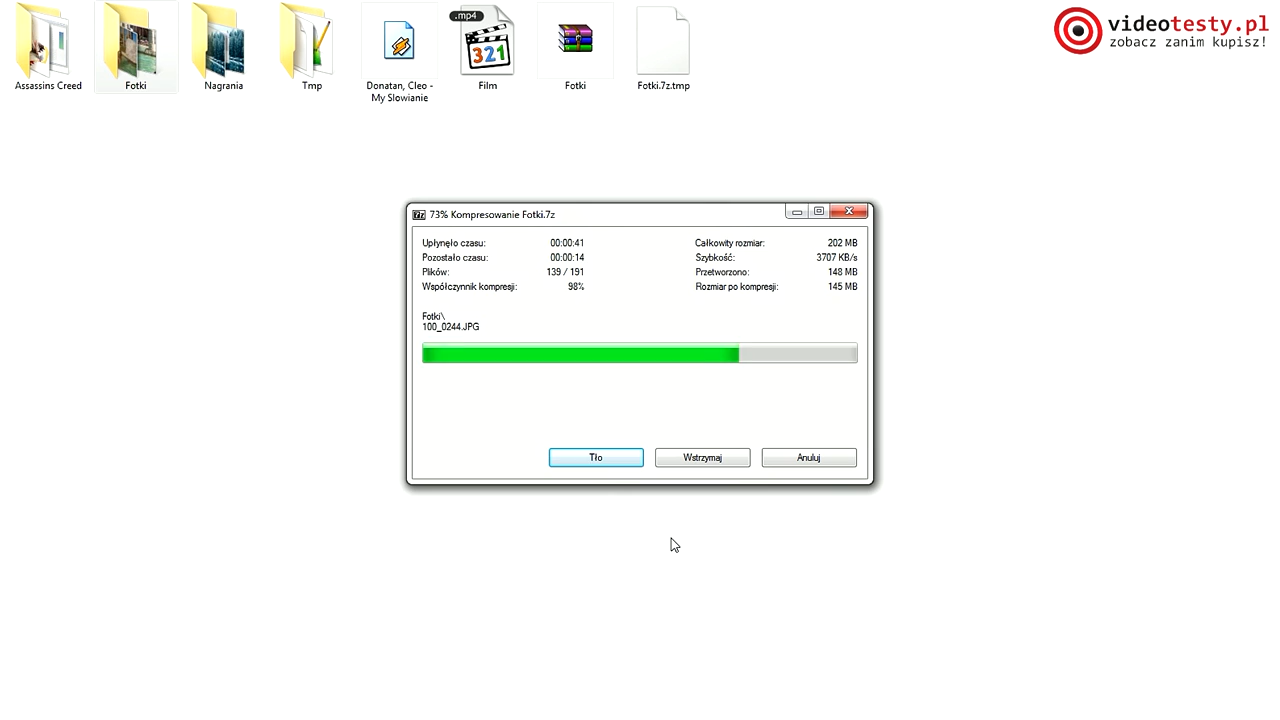 videotesty.pl
zobacz zanim kupisz!
.mp4
321
Assassins Creed
Fotki
Nagrania
Tmp
Donatan, Cleo -
My Slowianie
Film
Fotki
Fotki.7z.tmp
7z
73% Kompresowanie Fotki.7z
Upłynęło czasu: 00:00:41
Całkowity rozmiar: 202 MB
Pozostało czasu: 00:00:14
Szybkość: 3707 KB/s
Plików: 139 / 191
Przetworzono: 148 MB
Współczynnik kompresji: 98%
Rozmiar po kompresji: 145 MB
Fotki\
100_0244.JPG
Tło
Wstrzymaj
Anuluj